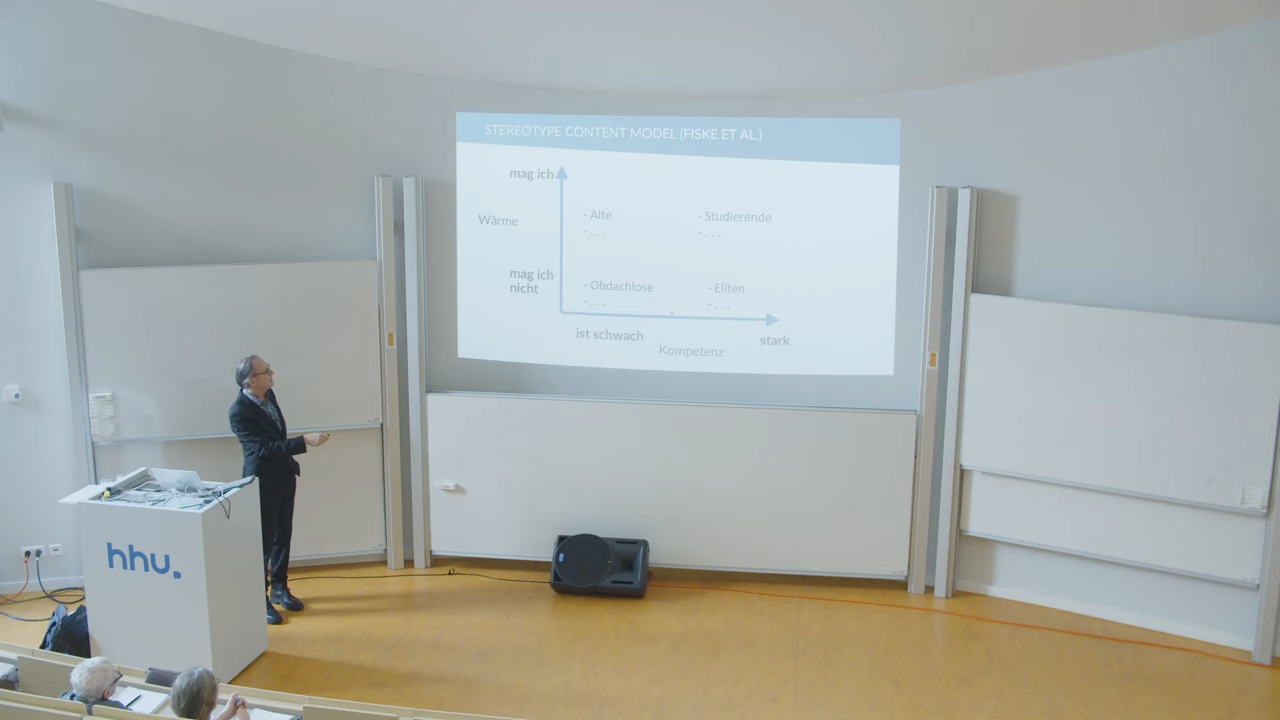 STEREOTYPE CONTENT MODEL (FISKE ET AL.)
mag ich
Wärme
- Alte
- Studierende
- . . .
- . . .
mag ich
nicht
- Obdachlose
- Eliten
- . . .
- . . .
ist schwach
stark
Kompetenz
hhu.